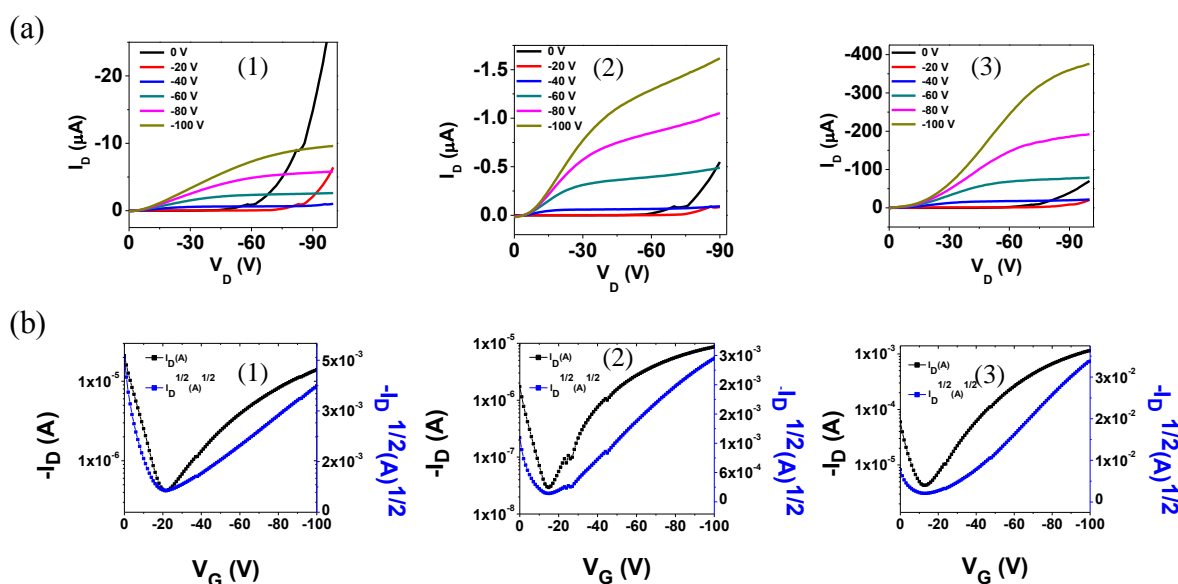 (a)
(1)
0 V
-20 V
-40 V
-60 V
-80 V
-100 V
-20
-10
0
I_D (µA)
0 -30 -60 -90
V_D (V)
(2)
0 V
-20 V
-40 V
-60 V
-80 V
-100 V
-1.5
-1.0
-0.5
0.0
I_D (µA)
0 -30 -60 -90
V_D (V)
(3)
0 V
-20 V
-40 V
-60 V
-80 V
-100 V
-400
-300
-200
-100
0
I_D (µA)
0 -30 -60 -90
V_D (V)
(b)
(1)
I_D(A)
I_D^1/2(A)^1/2
1x10^-5
1x10^-6
-I_D (A)
5x10^-3
3x10^-3
2x10^-3
0
-I_D^1/2(A)^1/2
0 -20 -40 -60 -80 -100
V_G (V)
(2)
I_D(A)
I_D^1/2(A)^1/2
1x10^-5
1x10^-6
1x10^-7
1x10^-8
-I_D (A)
3x10^-3
2x10^-3
2x10^-3
1x10^-3
6x10^-4
0
-I_D^1/2(A)^1/2
0 -20 -40 -60 -80 -100
V_G (V)
(3)
I_D(A)
I_D^1/2(A)^1/2
1x10^-3
1x10^-4
1x10^-5
-I_D (A)
3x10^-2
2x10^-2
1x10^-2
0
-I_D^1/2(A)^1/2
0 -20 -40 -60 -80 -100
V_G (V)